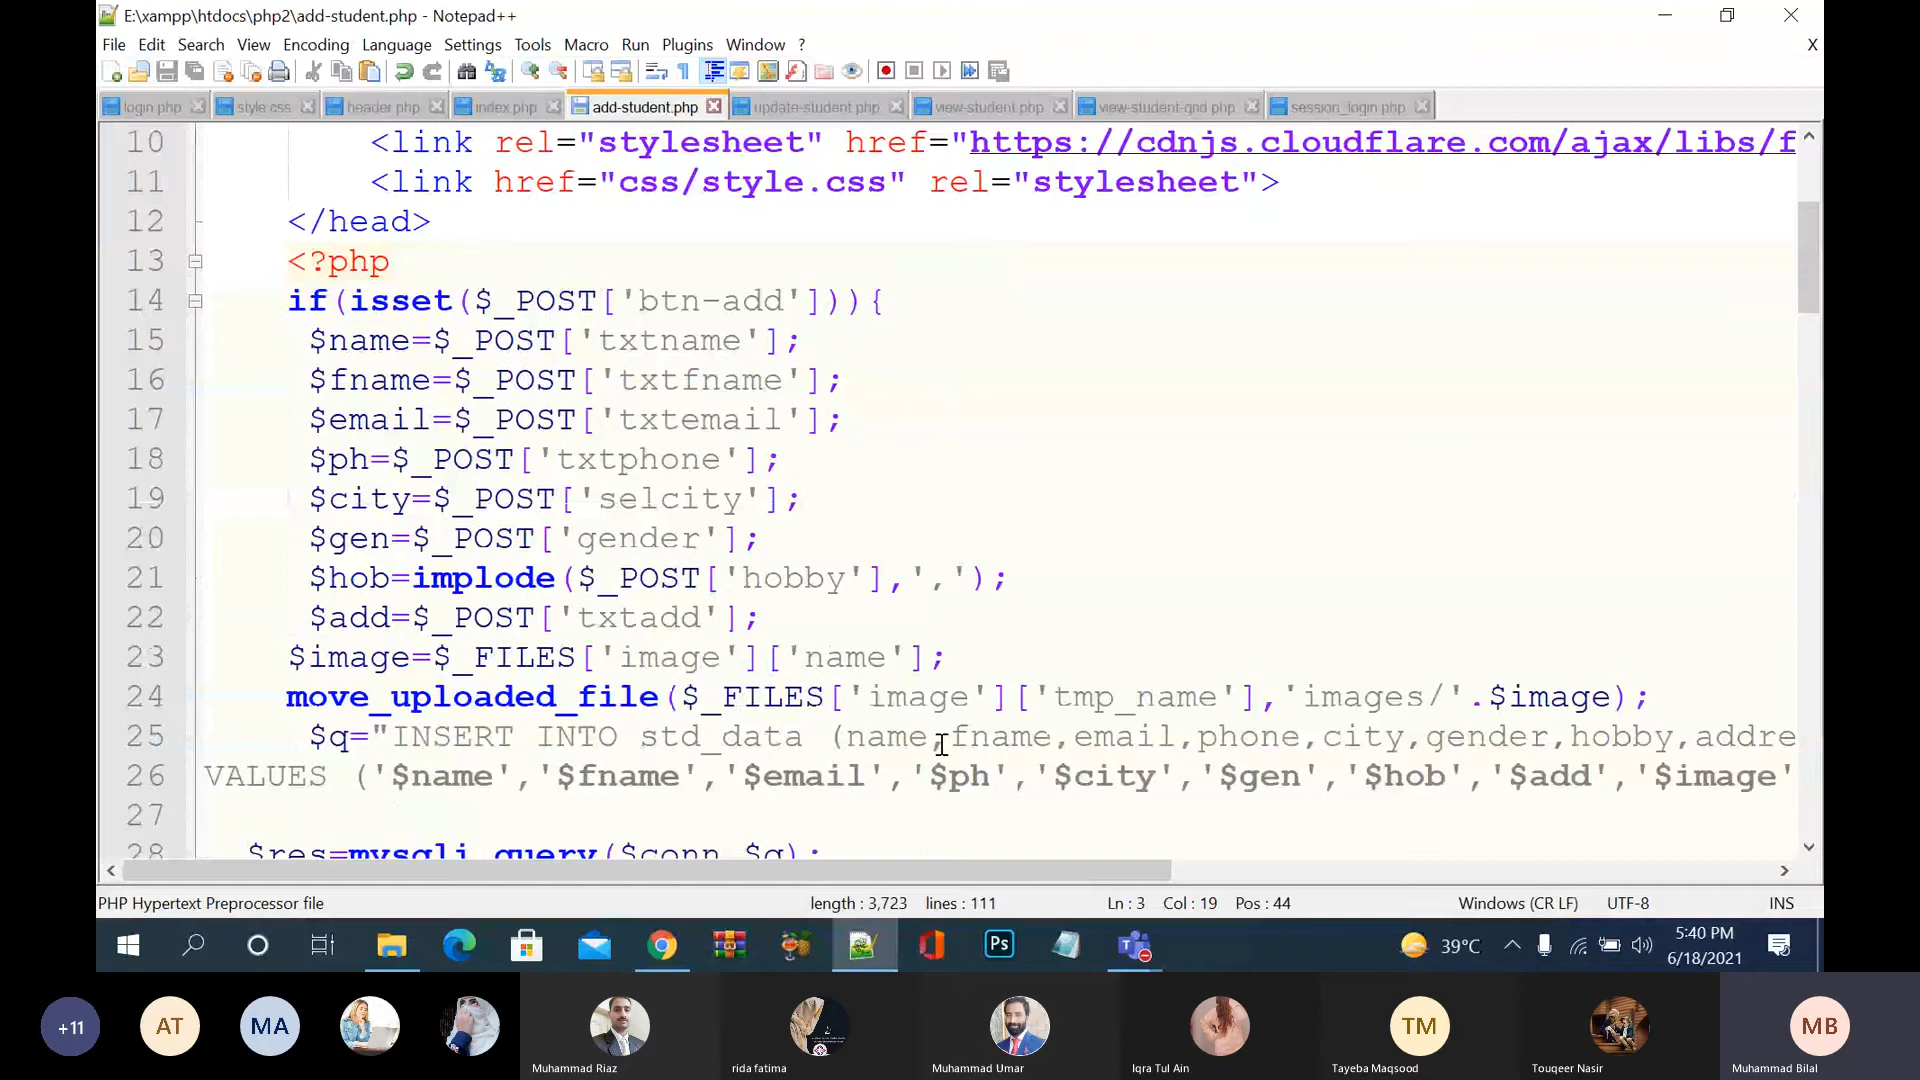 E:\xampp\htdocs\php2\add-student.php - Notepad++
File Edit Search View Encoding Language Settings Tools Macro Run Plugins Window ?
X
login.php style.css header.php index.php add-student.php update-student.php view-student.php view-student-grid.php session_login.php
10 <link rel="stylesheet" href="https://cdnjs.cloudflare.com/ajax/libs/f
11 <link href="css/style.css" rel="stylesheet">
12 </head>
13 <?php
14 if(isset($_POST['btn-add'])){
15 $name=$_POST['txtname'];
16 $fname=$_POST['txtfname'];
17 $email=$_POST['txtemail'];
18 $ph=$_POST['txtphone'];
19 $city=$_POST['selcity'];
20 $gen=$_POST['gender'];
21 $hob=implode($_POST['hobby'],',');
22 $add=$_POST['txtadd'];
23 $image=$_FILES['image']['name'];
24 move_uploaded_file($_FILES['image']['tmp_name'],'images/'.$image);
25 $q="INSERT INTO std_data (name,fname,email,phone,city,gender,hobby,addre
26 VALUES ('$name','$fname','$email','$ph','$city','$gen','$hob','$add','$image'
27
28 $res=mysqli_query($conn,$q);
PHP Hypertext Preprocessor file length : 3,723 lines : 111 Ln : 3 Col : 19 Pos : 44 Windows (CR LF) UTF-8 INS
Ps
39°C
5:40 PM
6/18/2021
+11 AT MA TM MB
Muhammad Riaz rida fatima Muhammad Umar Iqra Tul Ain Tayeba Maqsood Touqeer Nasir Muhammad Bilal